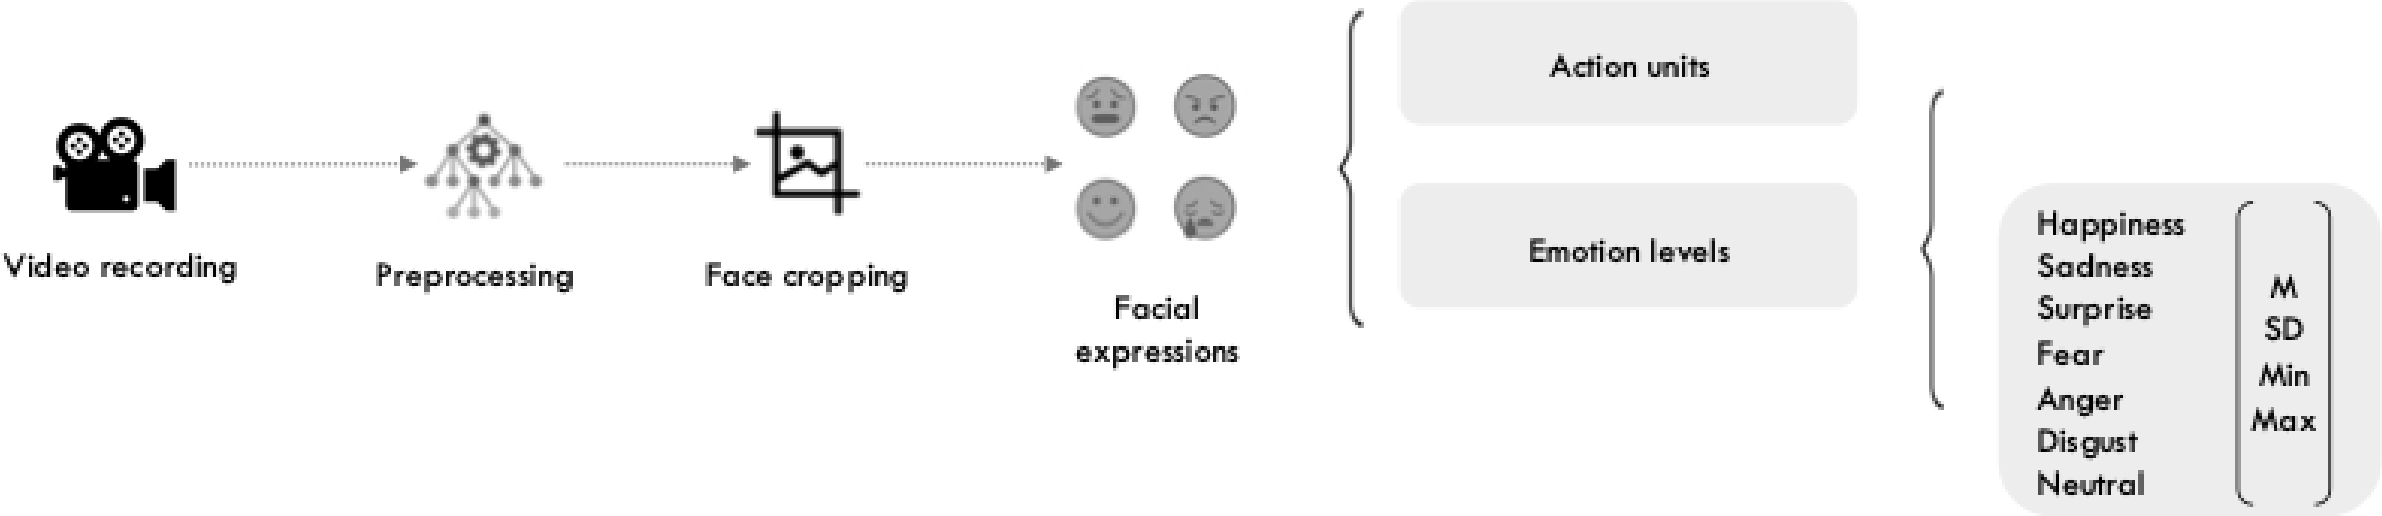 Video recording
Preprocessing
Face cropping
Facial
expressions
Action units
Emotion levels
Happiness
Sadness
Surprise
Fear
Anger
Disgust
Neutral
M
SD
Min
Max